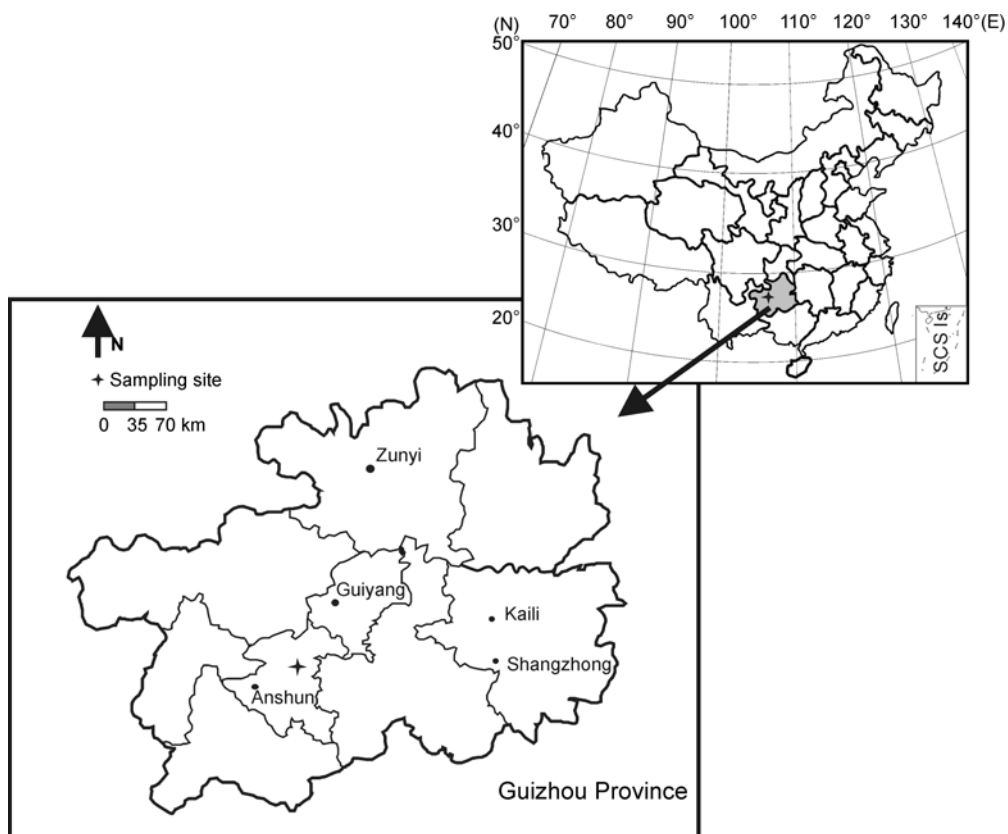 (N) 70° 80° 90° 100° 110° 120° 130° 140° (E)
50°
40°
30°
20°
SCS Is.
N
Sampling site
0 35 70 km
Zunyi
Guiyang
Kaili
Shangzhong
Anshun
Guizhou Province